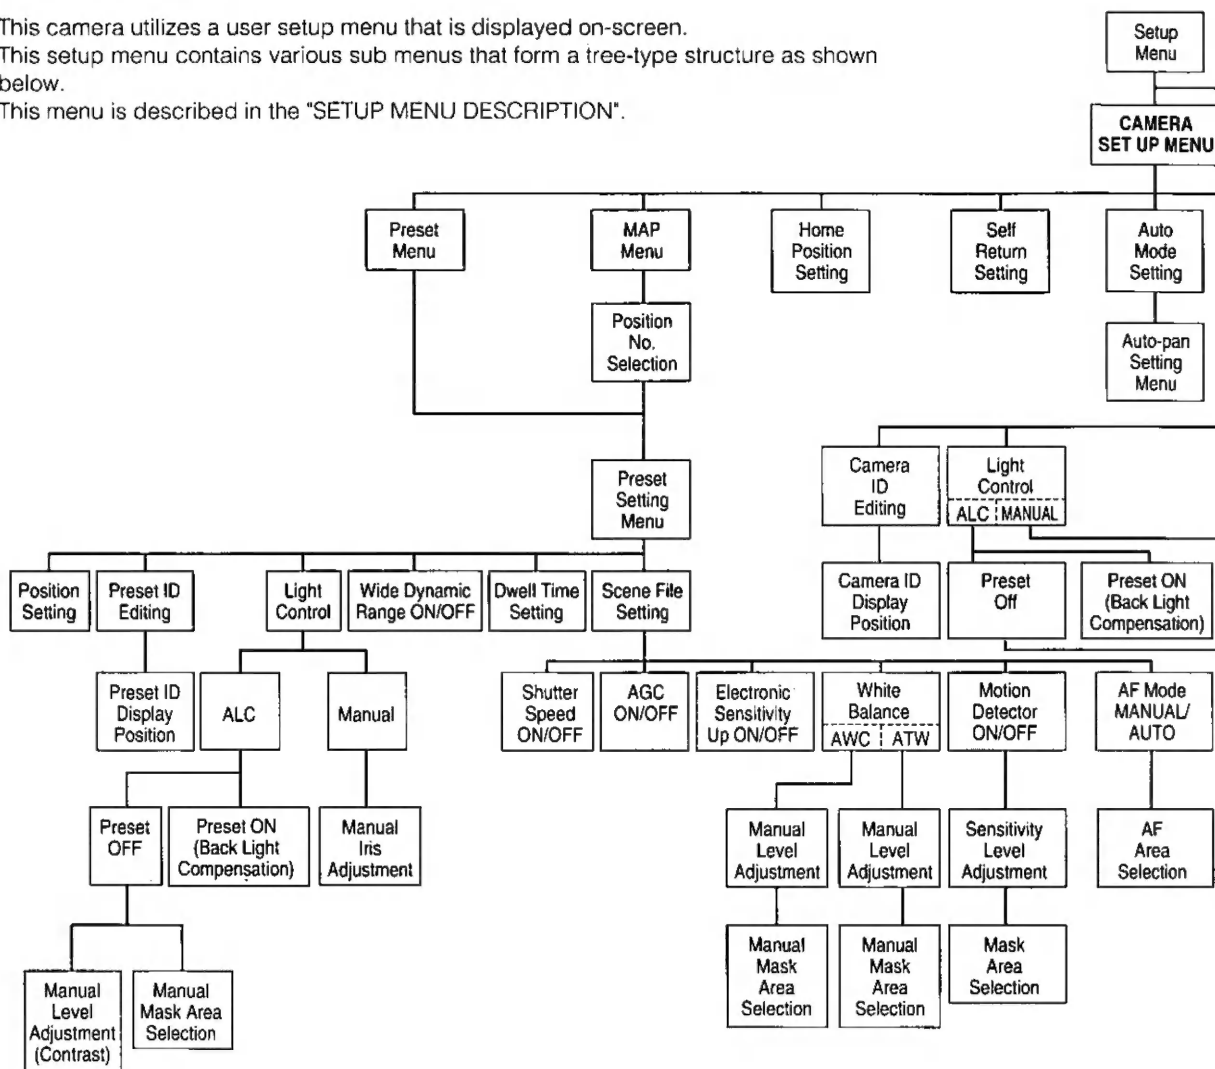 This camera utilizes a user setup menu that is displayed on-screen.
This setup menu contains various sub menus that form a tree-type structure as shown
below.
This menu is described in the "SETUP MENU DESCRIPTION".
Setup
Menu
CAMERA
SET UP MENU
Preset
Menu
MAP
Menu
Home
Position
Setting
Self
Return
Setting
Auto
Mode
Setting
Position
No.
Selection
Auto-pan
Setting
Menu
Preset
Setting
Menu
Camera
ID
Editing
Light
Control
ALC MANUAL
Position
Setting
Preset ID
Editing
Light
Control
Wide Dynamic
Range ON/OFF
Dwell Time
Setting
Scene File
Setting
Camera ID
Display
Position
Preset
Off
Preset ON
(Back Light
Compensation)
Preset ID
Display
Position
ALC
Manual
Shutter
Speed
ON/OFF
AGC
ON/OFF
Electronic
Sensitivity
Up ON/OFF
White
Balance
AWC ATW
Motion
Detector
ON/OFF
AF Mode
MANUAL/
AUTO
Preset
OFF
Preset ON
(Back Light
Compensation)
Manual
Iris
Adjustment
Manual
Level
Adjustment
Manual
Level
Adjustment
Sensitivity
Level
Adjustment
AF
Area
Selection
Manual
Level
Adjustment
(Contrast)
Manual
Mask Area
Selection
Manual
Mask
Area
Selection
Manual
Mask
Area
Selection
Mask
Area
Selection